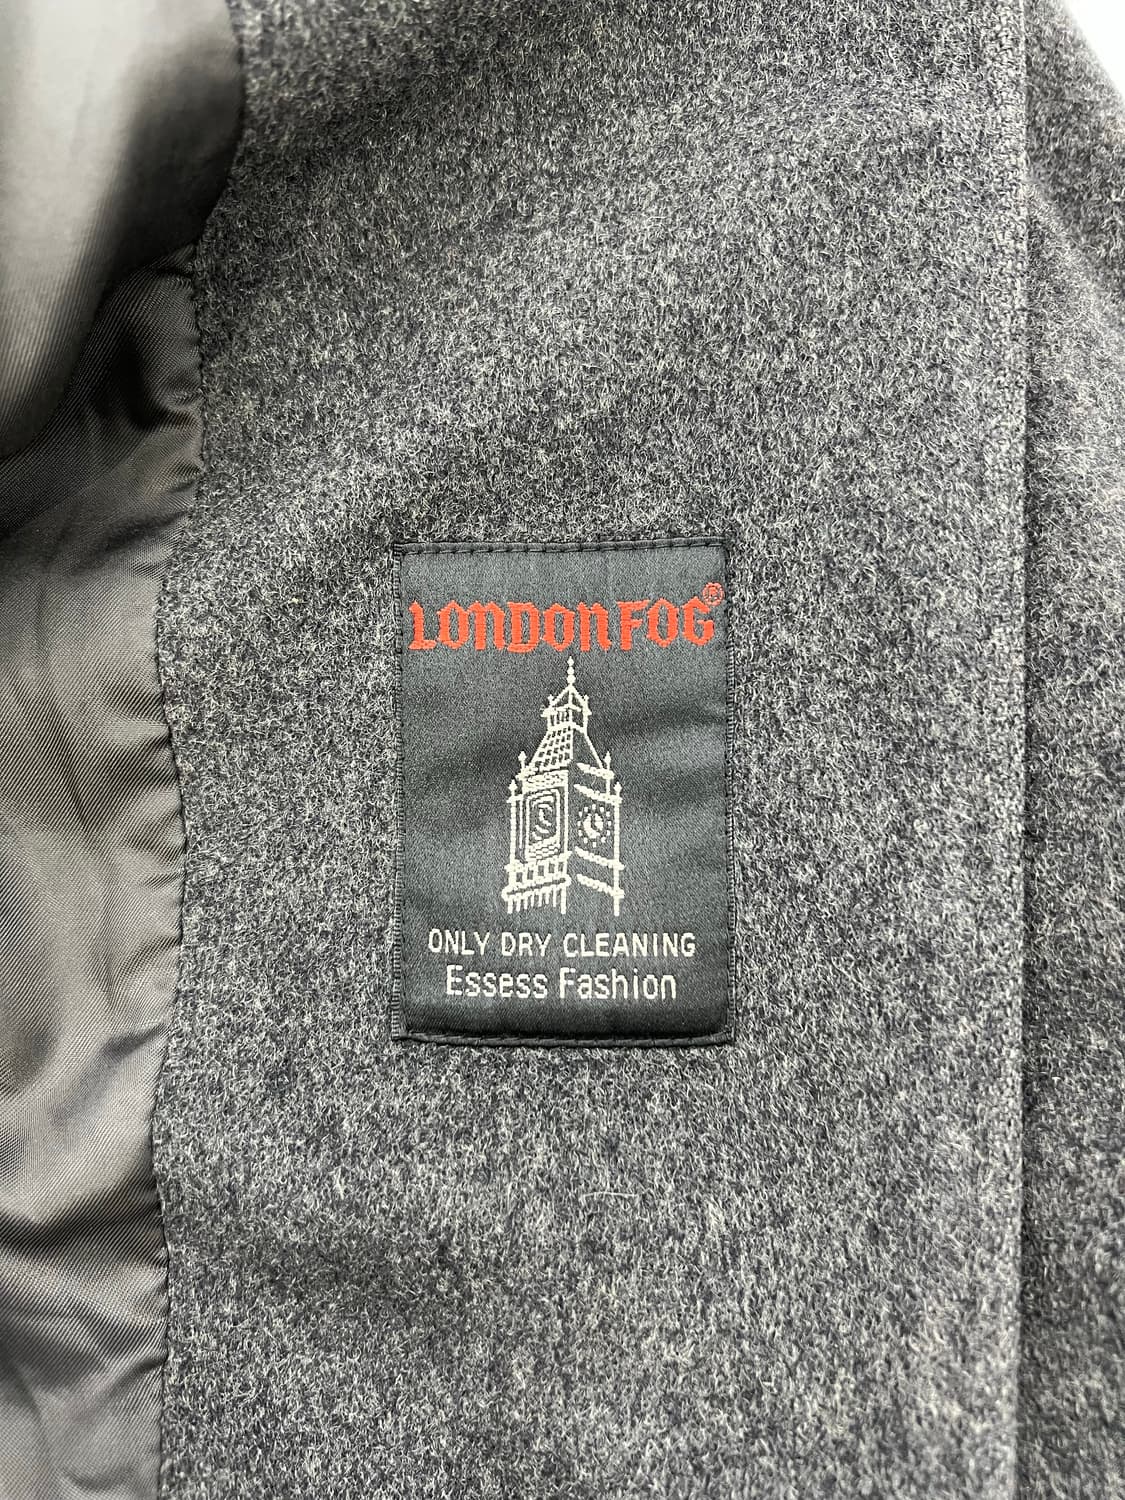 LONDON FOG®
ONLY DRY CLEANING
Essess Fashion